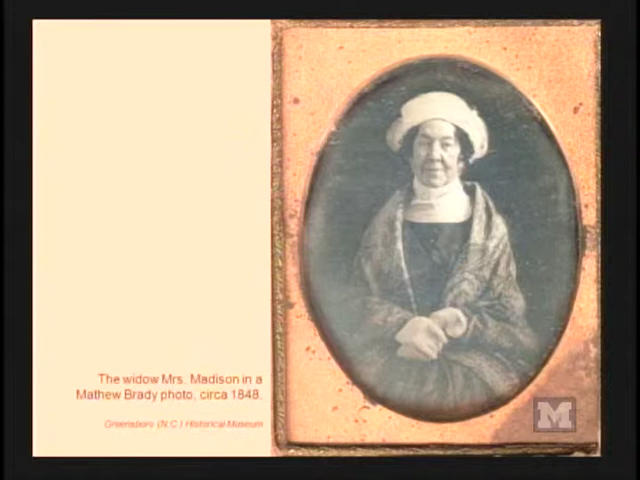 The widow Mrs. Madison in a
Mathew Brady photo, circa 1848.
Greensboro (N.C.) Historical Museum
M